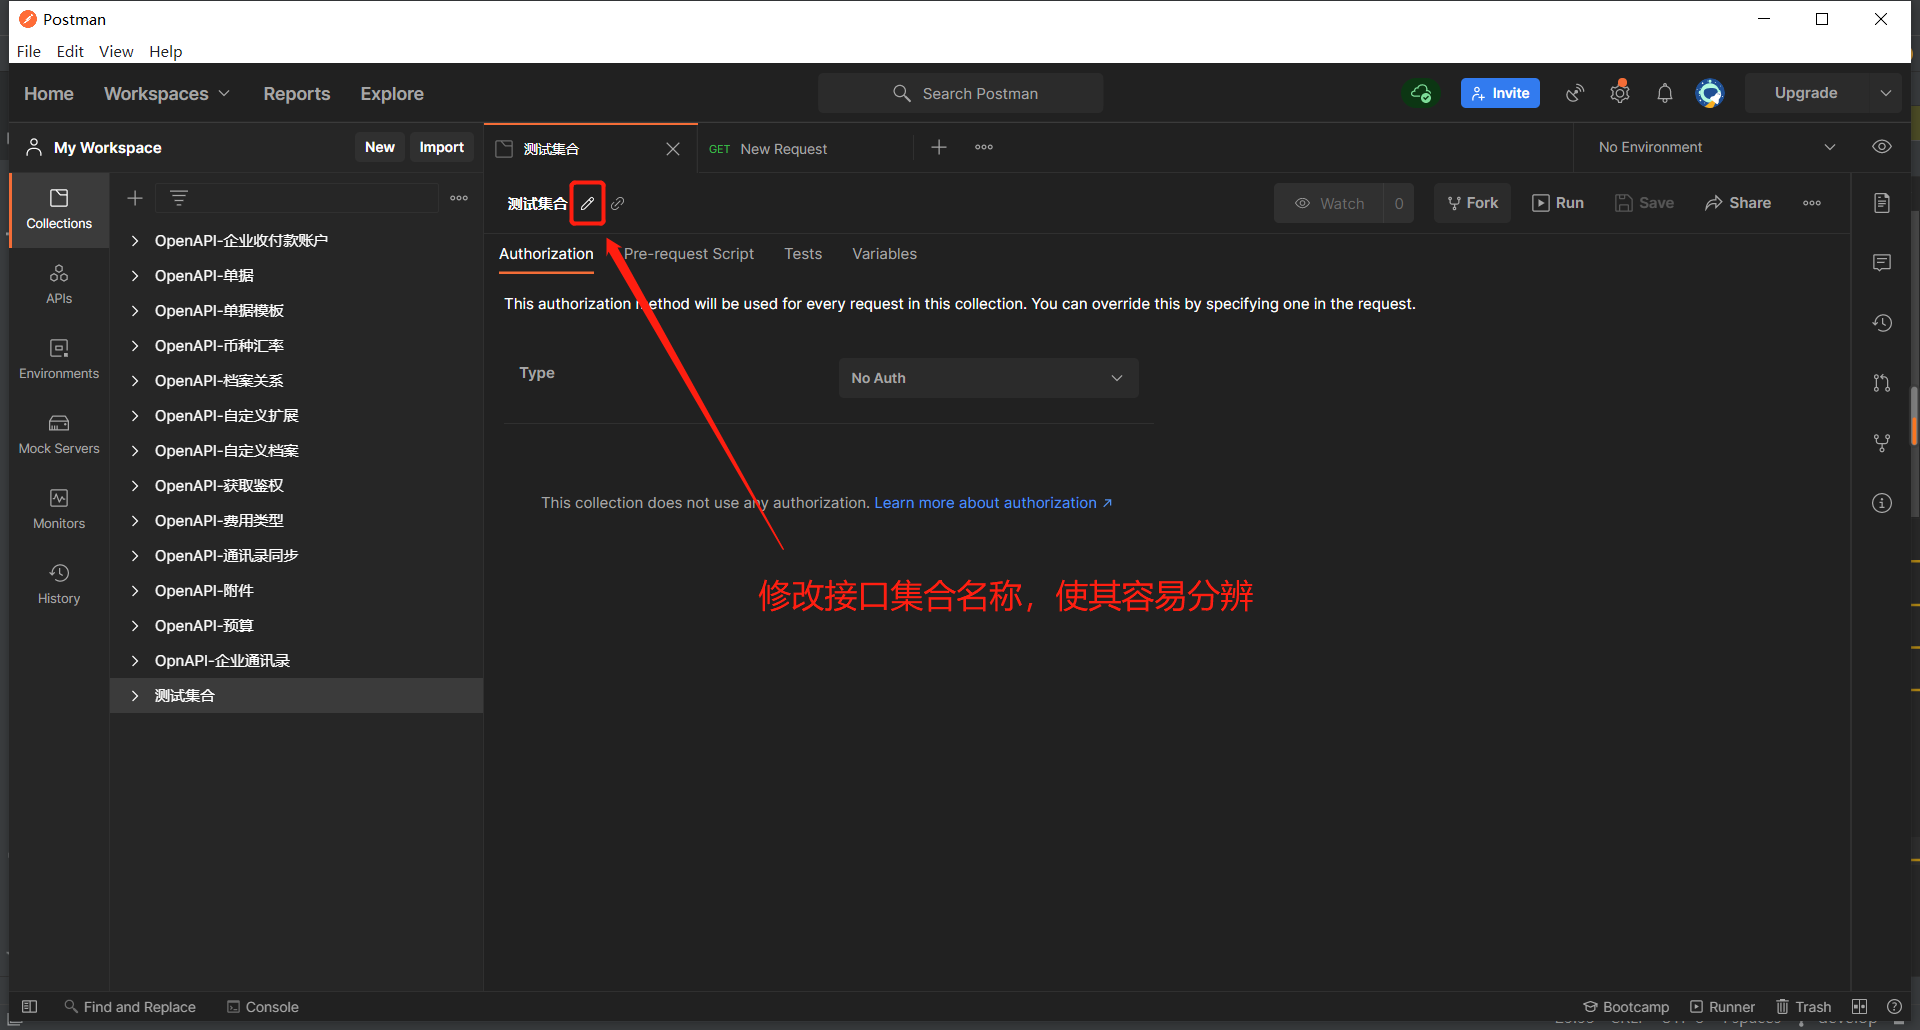 Postman
File Edit View Help
Home Workspaces Reports Explore Search Postman Invite Upgrade
My Workspace New Import 测试集合 GET New Request No Environment
测试集合 Watch 0 Fork Run Save Share
Collections
APIs
Environments
Mock Servers
Monitors
History
OpenAPI-企业收付款账户
OpenAPI-单据
OpenAPI-单据模板
OpenAPI-币种汇率
OpenAPI-档案关系
OpenAPI-自定义扩展
OpenAPI-自定义档案
OpenAPI-获取鉴权
OpenAPI-费用类型
OpenAPI-通讯录同步
OpenAPI-附件
OpenAPI-预算
OpnAPI-企业通讯录
测试集合
Authorization Pre-request Script Tests Variables
This authorization method will be used for every request in this collection. You can override this by specifying one in the request.
Type No Auth
This collection does not use any authorization. Learn more about authorization ↗
修改接口集合名称，使其容易分辨
Find and Replace Console Bootcamp Runner Trash